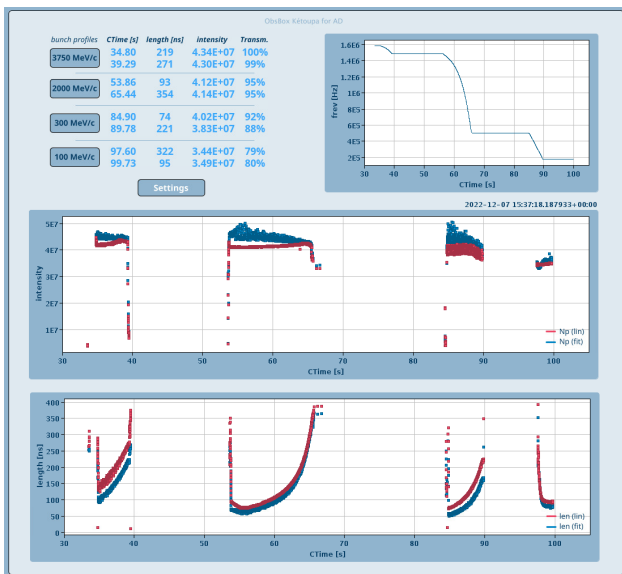 ObsBox Kétoupa for AD
bunch profiles CTime [s] length [ns] intensity Transm.
3750 MeV/c 34.80 219 4.34E+07 100%
39.29 271 4.30E+07 99%
2000 MeV/c 53.86 93 4.12E+07 95%
65.44 354 4.14E+07 95%
300 MeV/c 84.90 74 4.02E+07 92%
89.78 221 3.83E+07 88%
100 MeV/c 97.60 322 3.44E+07 79%
99.73 95 3.49E+07 80%
Settings
frev [Hz]
1.6E6
1.4E6
1.2E6
1E6
8E5
6E5
5E5
2E5
30 40 50 60 70 80 90 100
CTime [s]
2022-12-07 15:37:18.187933+00:00
intensity
5E7
4E7
3E7
2E7
1E7
Np (lin)
Np (fit)
30 40 50 60 70 80 90 100
CTime [s]
length [ns]
400
350
300
250
200
150
100
50
0
len (lin)
len (fit)
30 40 50 60 70 80 90 100
CTime [s]